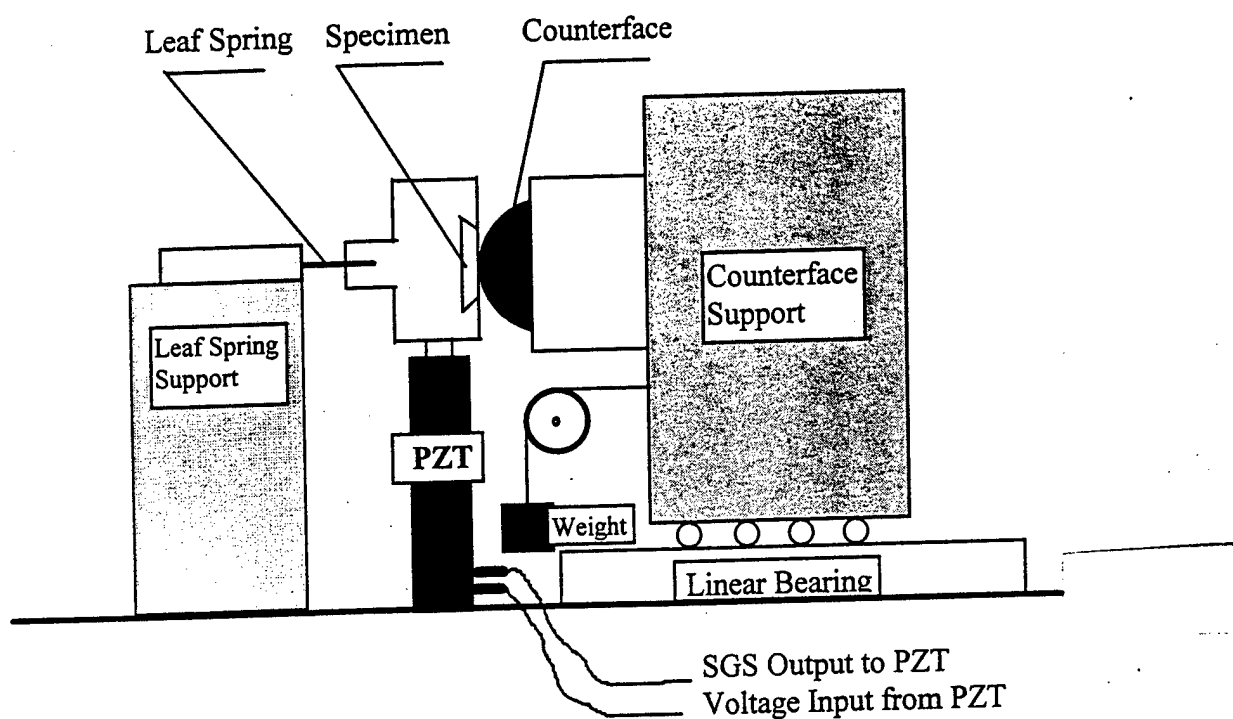 Leaf Spring
Specimen
Counterface
Counterface
Support
Leaf Spring
Support
PZT
Weight
Linear Bearing
SGS Output to PZT
Voltage Input from PZT